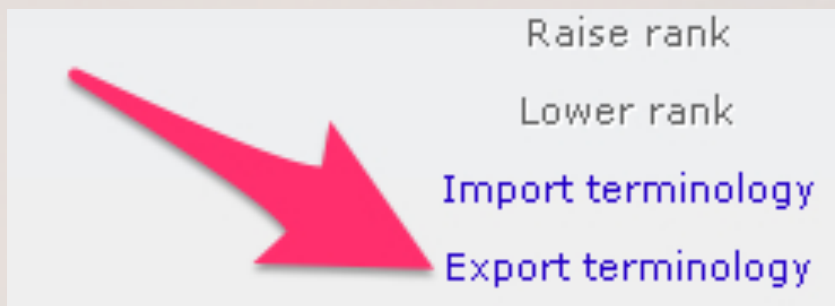 Raise rank
Lower rank
Import terminology
Export terminology